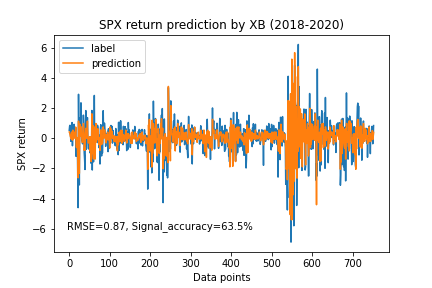 SPX return prediction by XB (2018-2020)
label
prediction
6
4
2
0
−2
−4
−6
SPX return
RMSE=0.87, Signal_accuracy=63.5%
0 100 200 300 400 500 600 700
Data points